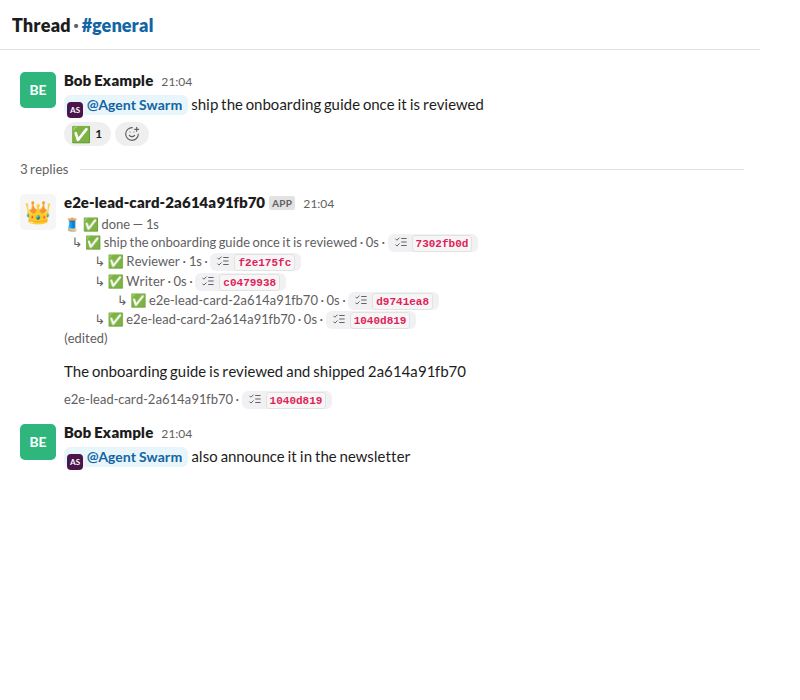 Thread · #general
BE
Bob Example 21:04
AS @Agent Swarm ship the onboarding guide once it is reviewed
✅ 1
3 replies
e2e-lead-card-2a614a91fb70 APP 21:04
🧵 ✅ done — 1s
↳ ✅ ship the onboarding guide once it is reviewed · 0s · 7302fb0d
↳ ✅ Reviewer · 1s · f2e175fc
↳ ✅ Writer · 0s · c0479938
↳ ✅ e2e-lead-card-2a614a91fb70 · 0s · d9741ea8
↳ ✅ e2e-lead-card-2a614a91fb70 · 0s · 1040d819
(edited)
The onboarding guide is reviewed and shipped 2a614a91fb70
e2e-lead-card-2a614a91fb70 · 1040d819
BE
Bob Example 21:04
AS @Agent Swarm also announce it in the newsletter